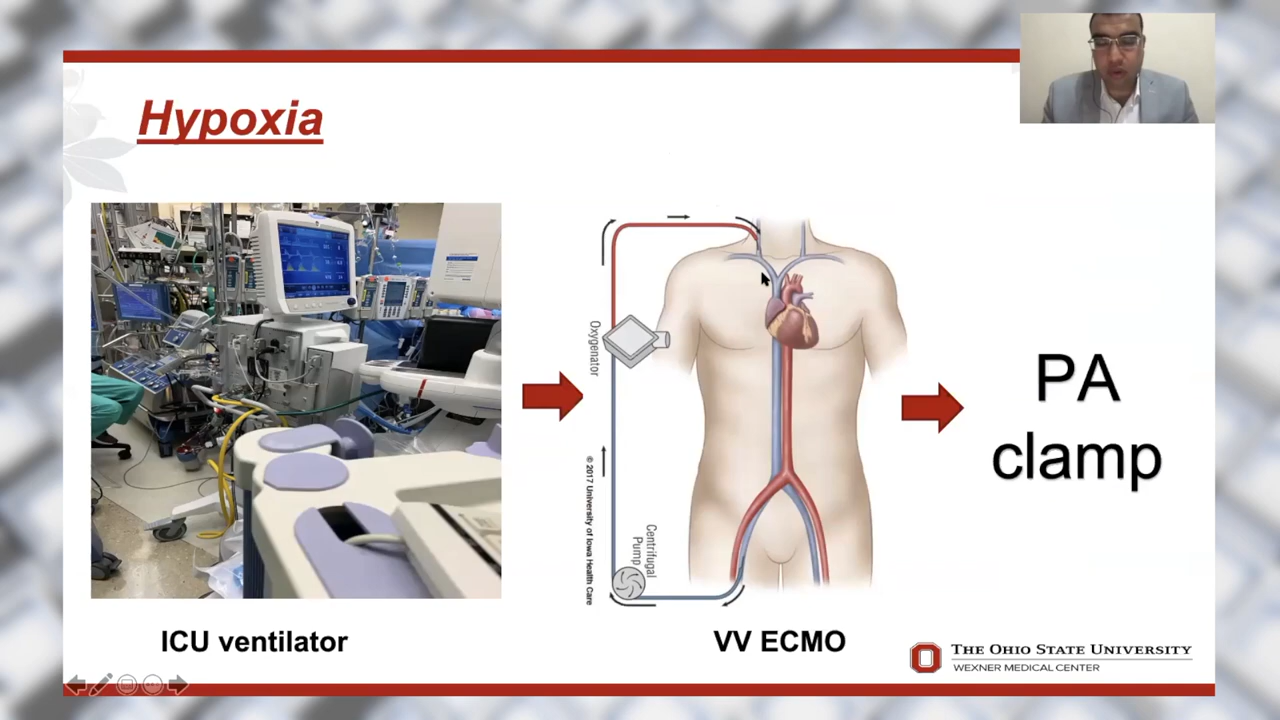 Hypoxia
Oxygenator
© 2017 University of Iowa Health Care
Centrifugal
Pump
PA
clamp
ICU ventilator
VV ECMO
THE OHIO STATE UNIVERSITY
WEXNER MEDICAL CENTER